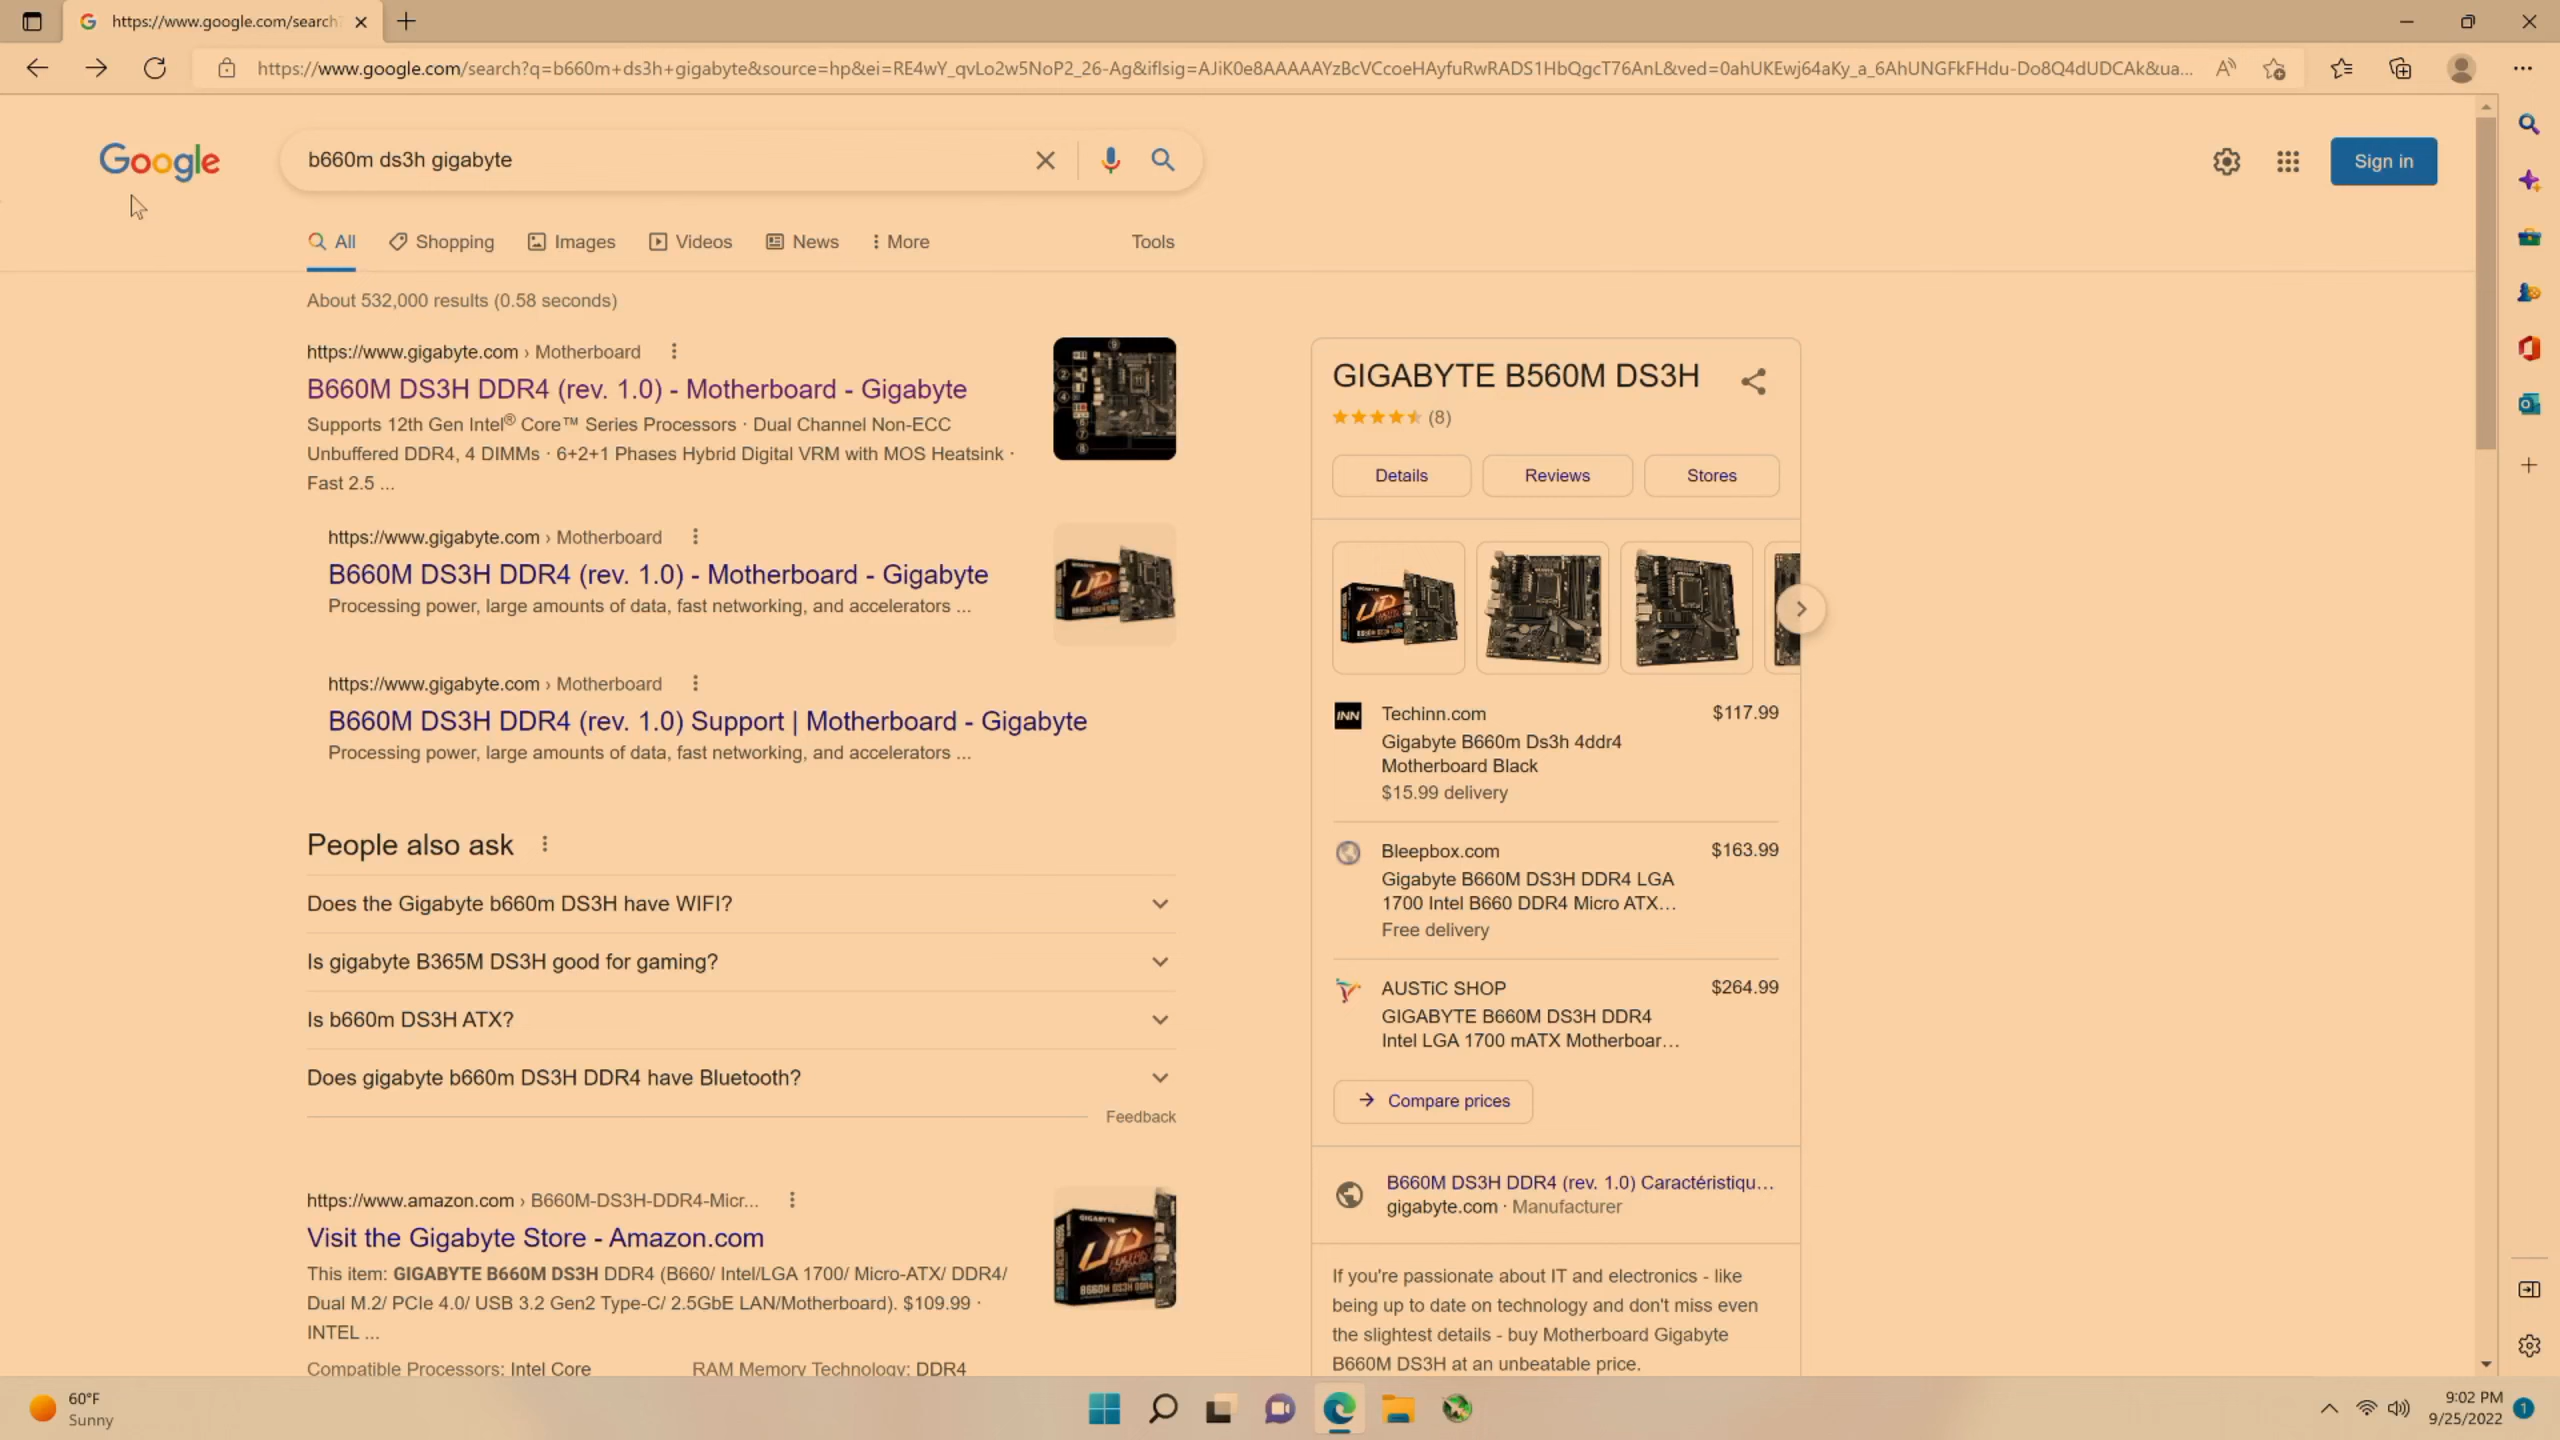 https://www.google.com/search?
https://www.google.com/search?q=b660m+ds3h+gigabyte&source=hp&ei=RE4wY_qvLo2w5NoP2_26-Ag&iflsig=AJiK0e8AAAAAYzBcVCcoeHAyfuRwRADS1HbQgcT76AnL&ved=0ahUKEwj64aKy_a_6AhUNGFkFHdu-Do8Q4dUDCAk&ua...
Google
b660m ds3h gigabyte
Sign in
All Shopping Images Videos News More Tools
About 532,000 results (0.58 seconds)
https://www.gigabyte.com › Motherboard
B660M DS3H DDR4 (rev. 1.0) - Motherboard - Gigabyte
Supports 12th Gen Intel® Core™ Series Processors · Dual Channel Non-ECC
Unbuffered DDR4, 4 DIMMs · 6+2+1 Phases Hybrid Digital VRM with MOS Heatsink ·
Fast 2.5 ...
https://www.gigabyte.com › Motherboard
B660M DS3H DDR4 (rev. 1.0) - Motherboard - Gigabyte
Processing power, large amounts of data, fast networking, and accelerators ...
https://www.gigabyte.com › Motherboard
B660M DS3H DDR4 (rev. 1.0) Support | Motherboard - Gigabyte
Processing power, large amounts of data, fast networking, and accelerators ...
People also ask
Does the Gigabyte b660m DS3H have WIFI?
Is gigabyte B365M DS3H good for gaming?
Is b660m DS3H ATX?
Does gigabyte b660m DS3H DDR4 have Bluetooth?
Feedback
https://www.amazon.com › B660M-DS3H-DDR4-Micr...
Visit the Gigabyte Store - Amazon.com
This item: GIGABYTE B660M DS3H DDR4 (B660/ Intel/LGA 1700/ Micro-ATX/ DDR4/
Dual M.2/ PCIe 4.0/ USB 3.2 Gen2 Type-C/ 2.5GbE LAN/Motherboard). $109.99 ·
INTEL ...
Compatible Processors: Intel Core RAM Memory Technology: DDR4
GIGABYTE
UD
B660M DS3H DDR4
GIGABYTE B560M DS3H
(8)
Details Reviews Stores
UD
INN
Techinn.com $117.99
Gigabyte B660m Ds3h 4ddr4
Motherboard Black
$15.99 delivery
Bleepbox.com $163.99
Gigabyte B660M DS3H DDR4 LGA
1700 Intel B660 DDR4 Micro ATX...
Free delivery
AUSTiC SHOP $264.99
GIGABYTE B660M DS3H DDR4
Intel LGA 1700 mATX Motherboar...
Compare prices
B660M DS3H DDR4 (rev. 1.0) Caractéristiqu...
gigabyte.com · Manufacturer
If you're passionate about IT and electronics - like
being up to date on technology and don't miss even
the slightest details - buy Motherboard Gigabyte
B660M DS3H at an unbeatable price.
60°F
Sunny
9:02 PM
9/25/2022
1